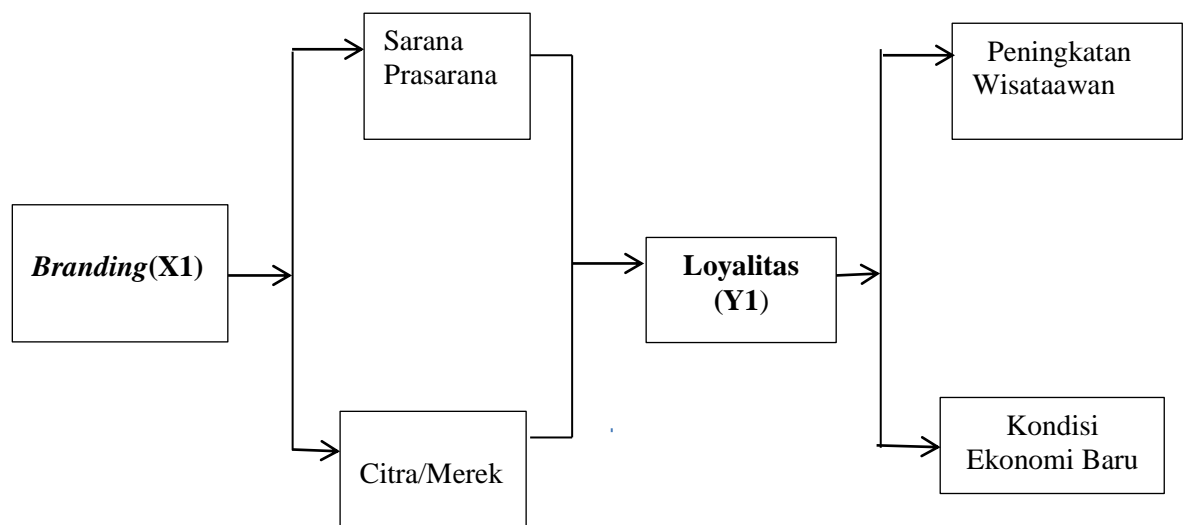 Sarana
Prasarana
Peningkatan
Wisataawan
Branding(X1)
Loyalitas
(Y1)
Citra/Merek
Kondisi
Ekonomi Baru